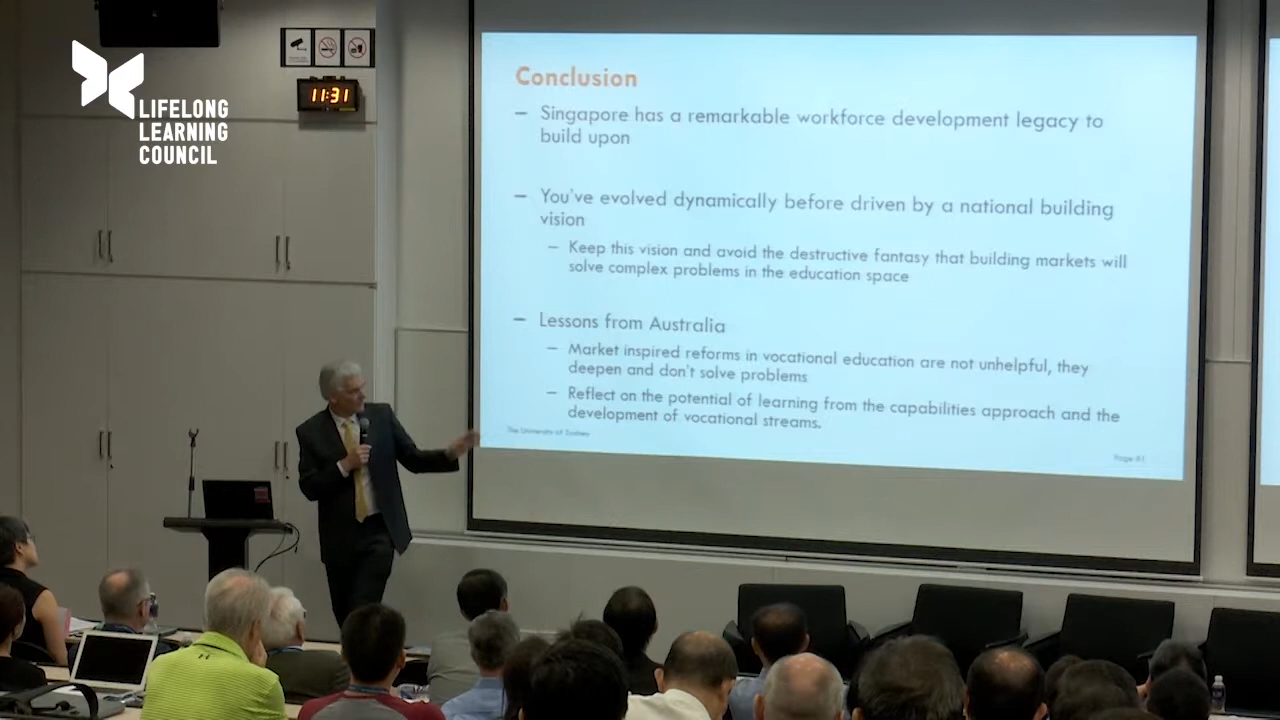 LIFELONG
LEARNING
COUNCIL
11:31
Conclusion
– Singapore has a remarkable workforce development legacy to
build upon
– You've evolved dynamically before driven by a national building
vision
– Keep this vision and avoid the destructive fantasy that building markets will
solve complex problems in the education space
– Lessons from Australia
– Market inspired reforms in vocational education are not unhelpful, they
deepen and don't solve problems
– Reflect on the potential of learning from the capabilities approach and the
development of vocational streams.
The University of Sydney
Page